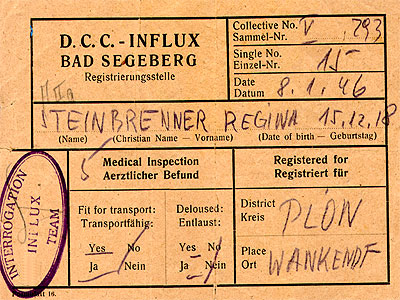 D.C.C.-INFLUX
BAD SEGEBERG
Registrierungsstelle
Collective No. V 293
Sammel-Nr.
Single No. 15
Einzel-Nr.
Date 8.1.46
Datum
STEINBRENNER REGINA 15.12.18
(Name) (Christian Name — Vorname) (Date of birth — Geburtstag)
Medical Inspection
Aerztlicher Befund
Fit for transport:
Transportfähig:
Yes No
Ja Nein
Deloused:
Entlaust:
Yes No
Ja Nein
Registered for
Registriert für
District PLÖN
Kreis
Place WANKENDF
Ort
INTERROGATION
INFLUX
TEAM
16.